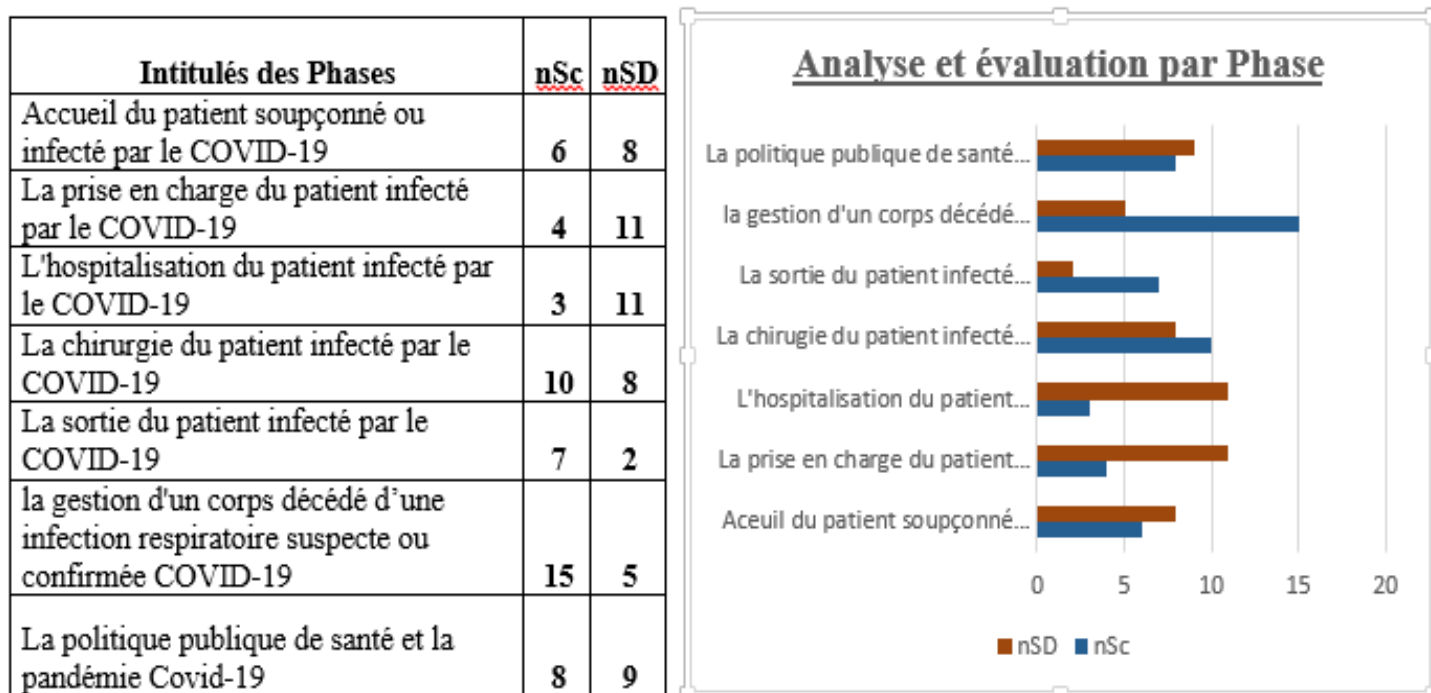 Intitulés des Phases nSc nSD
Accueil du patient soupçonné ou
infecté par le COVID-19 6 8
La prise en charge du patient infecté
par le COVID-19 4 11
L'hospitalisation du patient infecté par
le COVID-19 3 11
La chirurgie du patient infecté par le
COVID-19 10 8
La sortie du patient infecté par le
COVID-19 7 2
la gestion d'un corps décédé d’une
infection respiratoire suspecte ou
confirmée COVID-19 15 5
La politique publique de santé et la
pandémie Covid-19 8 9
Analyse et évaluation par Phase
La politique publique de santé...
la gestion d'un corps décédé...
La sortie du patient infecté...
La chirugie du patient infecté...
L'hospitalisation du patient...
La prise en charge du patient...
Aceuil du patient soupçonné...
0 5 10 15 20
nSD nSc